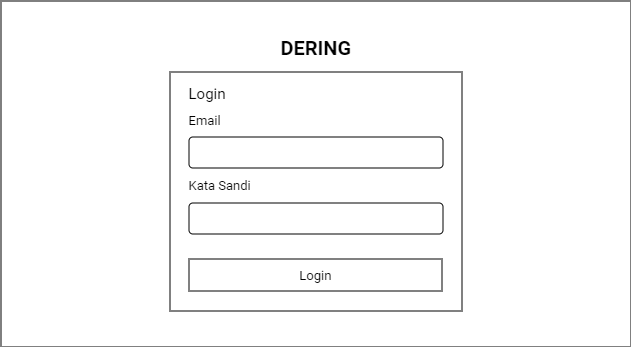 DERING
Login
Email
Kata Sandi
Login